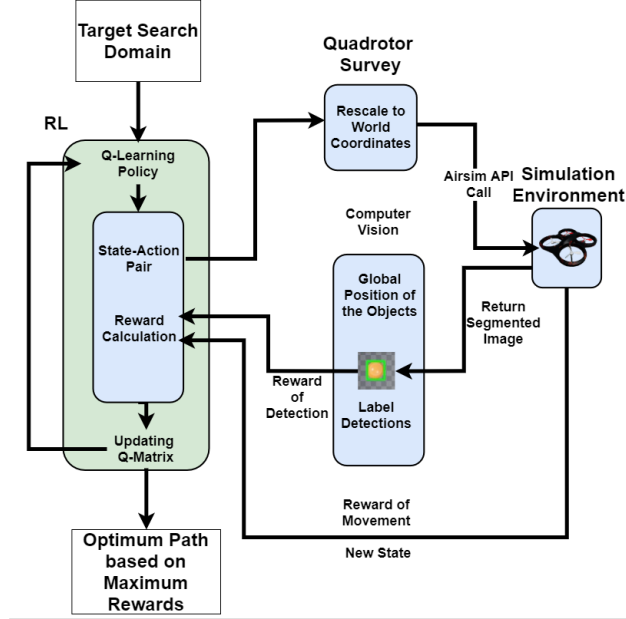 Target Search
Domain
RL
Q-Learning
Policy
State-Action
Pair
Reward
Calculation
Updating
Q-Matrix
Optimum Path
based on
Maximum
Rewards
Quadrotor
Survey
Rescale to
World
Coordinates
Airsim API
Call
Simulation
Environment
Computer
Vision
Global
Position of
the Objects
Label
Detections
Return
Segmented
Image
Reward
of
Detection
Reward of
Movement
New State